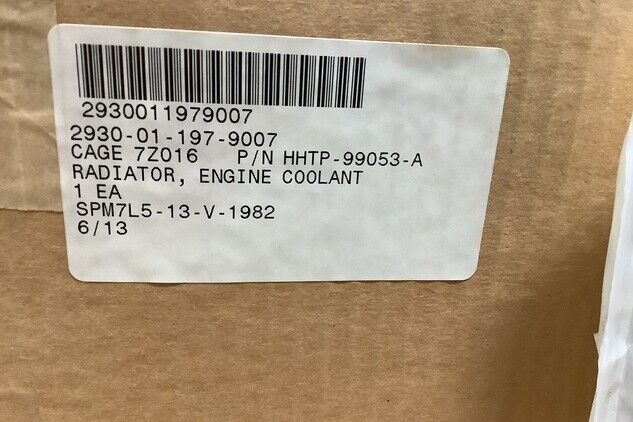 2930011979007
2930-01-197-9007
CAGE 7Z016 P/N HHTP-99053-A
RADIATOR, ENGINE COOLANT
1 EA
SPM7L5-13-V-1982
6/13